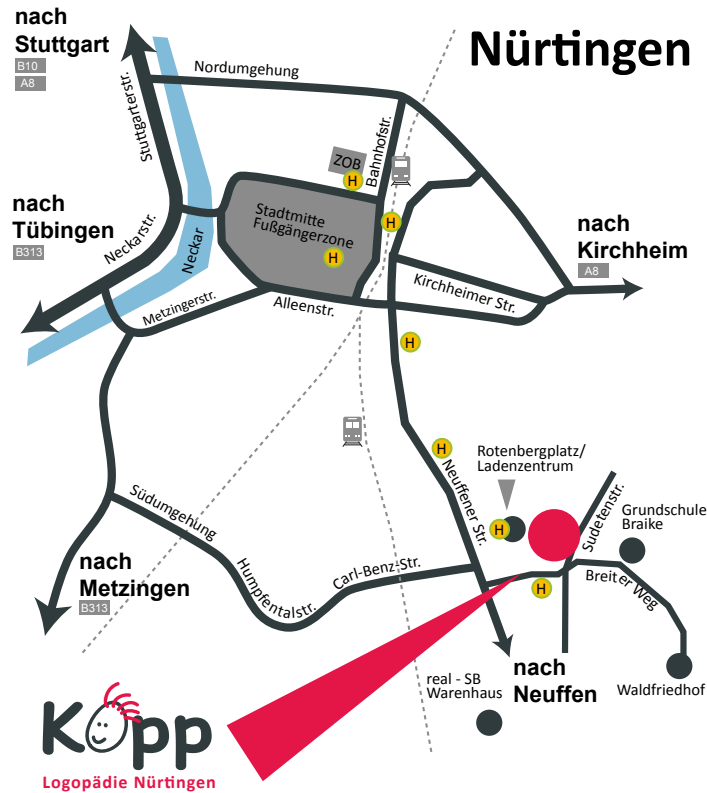 nach
Stuttgart
B10
A8
Nürtingen
Nordumgehung
Stuttgarterstr.
Bahnhofstr.
ZOB
H
nach
Tübingen
B313
Neckarstr.
Neckar
Stadtmitte
Fußgängerzone
H
H
nach
Kirchheim
A8
Kirchheimer Str.
Metzingerstr.
Alleenstr.
H
H
Neuffener Str.
Rotenbergplatz/
Ladenzentrum
H
Sudetenstr.
Grundschule
Braike
Südumgehung
Humpfentalstr.
Carl-Benz-Str.
H
Breiter Weg
nach
Metzingen
B313
nach
Neuffen
real - SB
Warenhaus
Waldfriedhof
Kopp
Logopädie Nürtingen